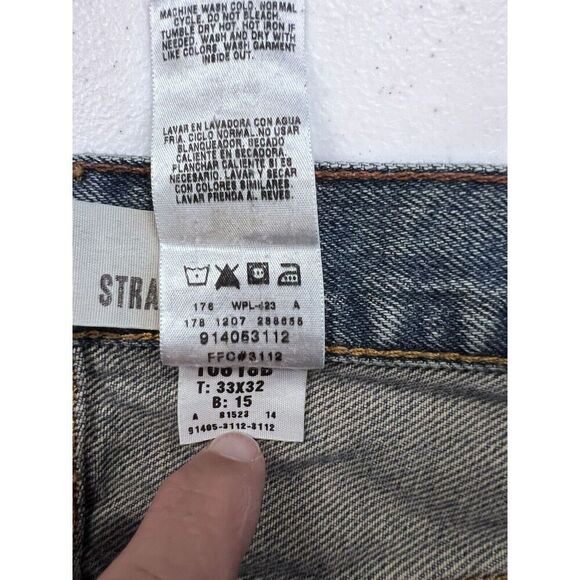 MACHINE WASH COLD, NORMAL
CYCLE. DO NOT BLEACH.
TUMBLE DRY HOT. HOT IRON IF
NEEDED. WASH AND DRY WITH
LIKE COLORS. WASH GARMENT
INSIDE OUT.
LAVAR EN LAVADORA CON AGUA
FRIA. CICLO NORMAL. NO USAR
BLANQUEADOR. SECADO
CALIENTE EN SECADORA.
PLANCHAR CALIENTE SI ES
NECESARIO. LAVAR Y SECAR
CON COLORES SIMILARES.
LAVAR PRENDA AL REVES.
STRA
176 WPL-423 A
178 1207 286655
914053112
FFC#3112
T: 33X32
B: 15
A 81523 14
91405-3112-3112